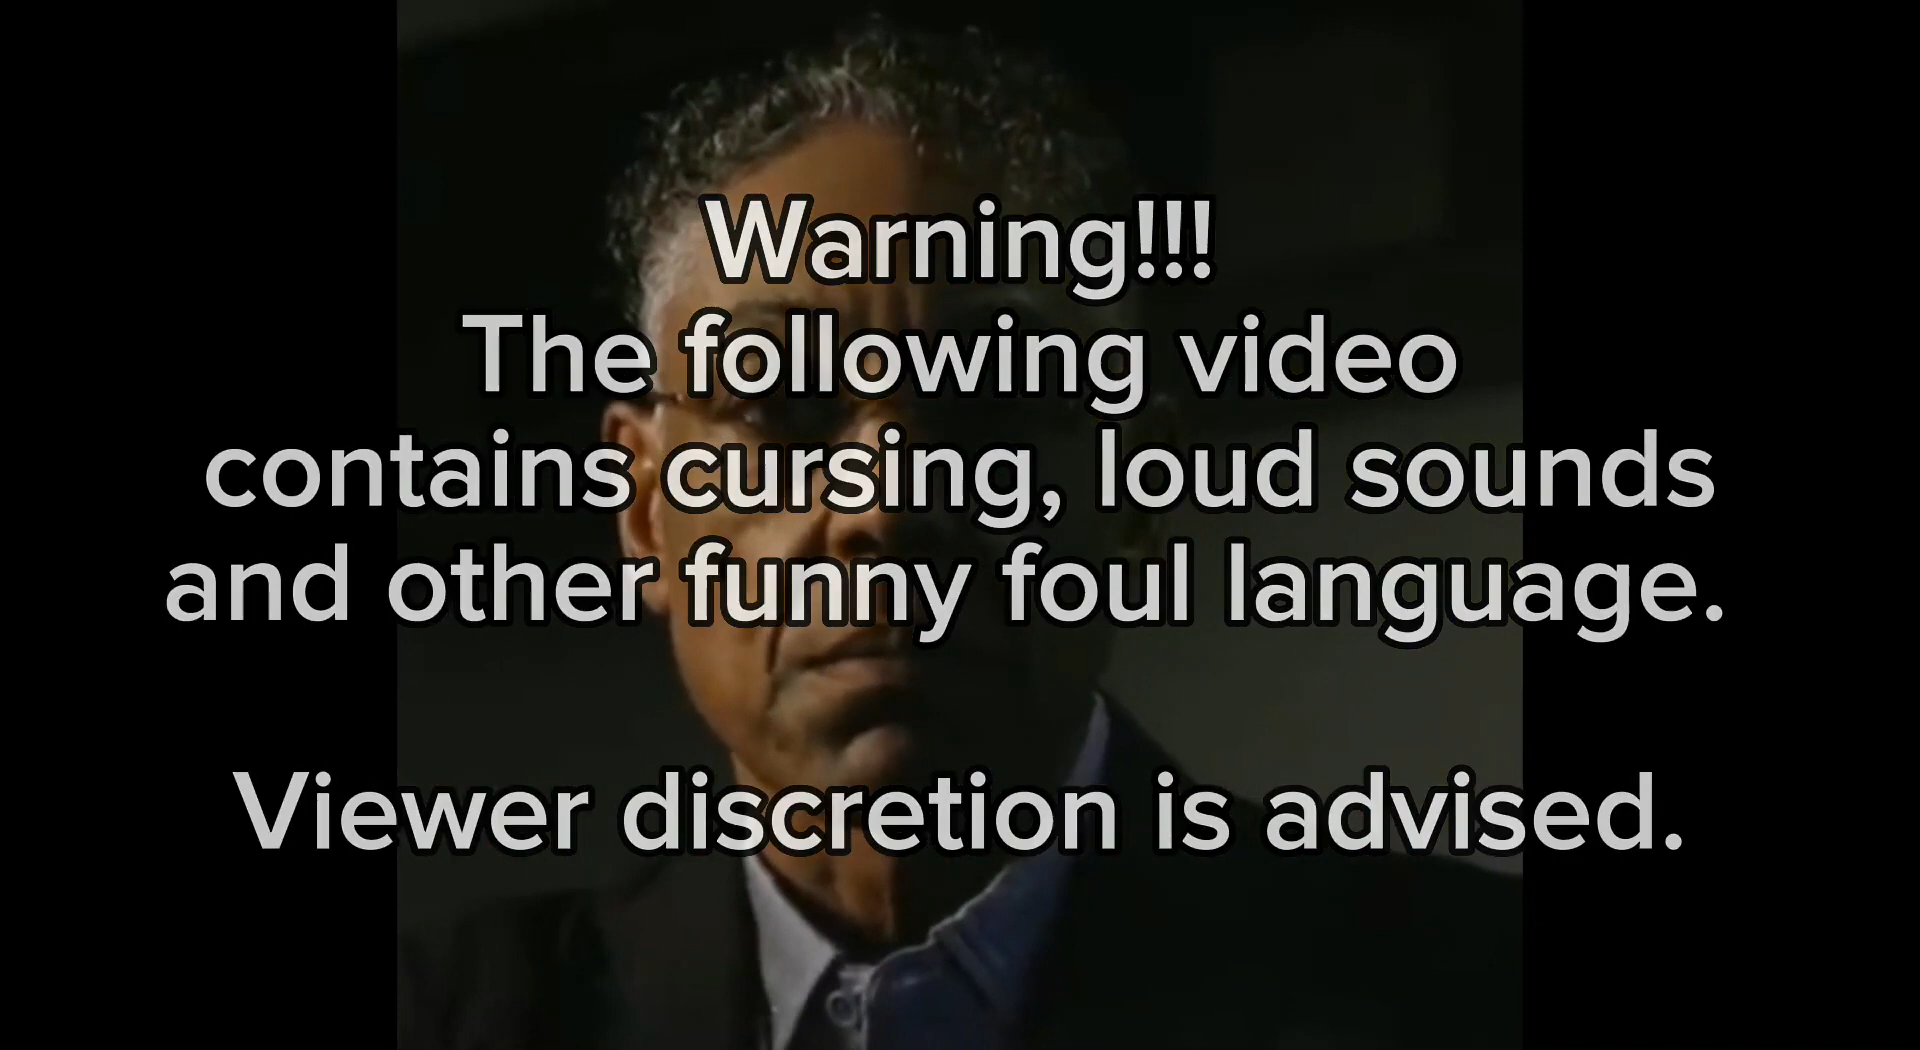 Warning!!!
The following video
contains cursing, loud sounds
and other funny foul language.
Viewer discretion is advised.